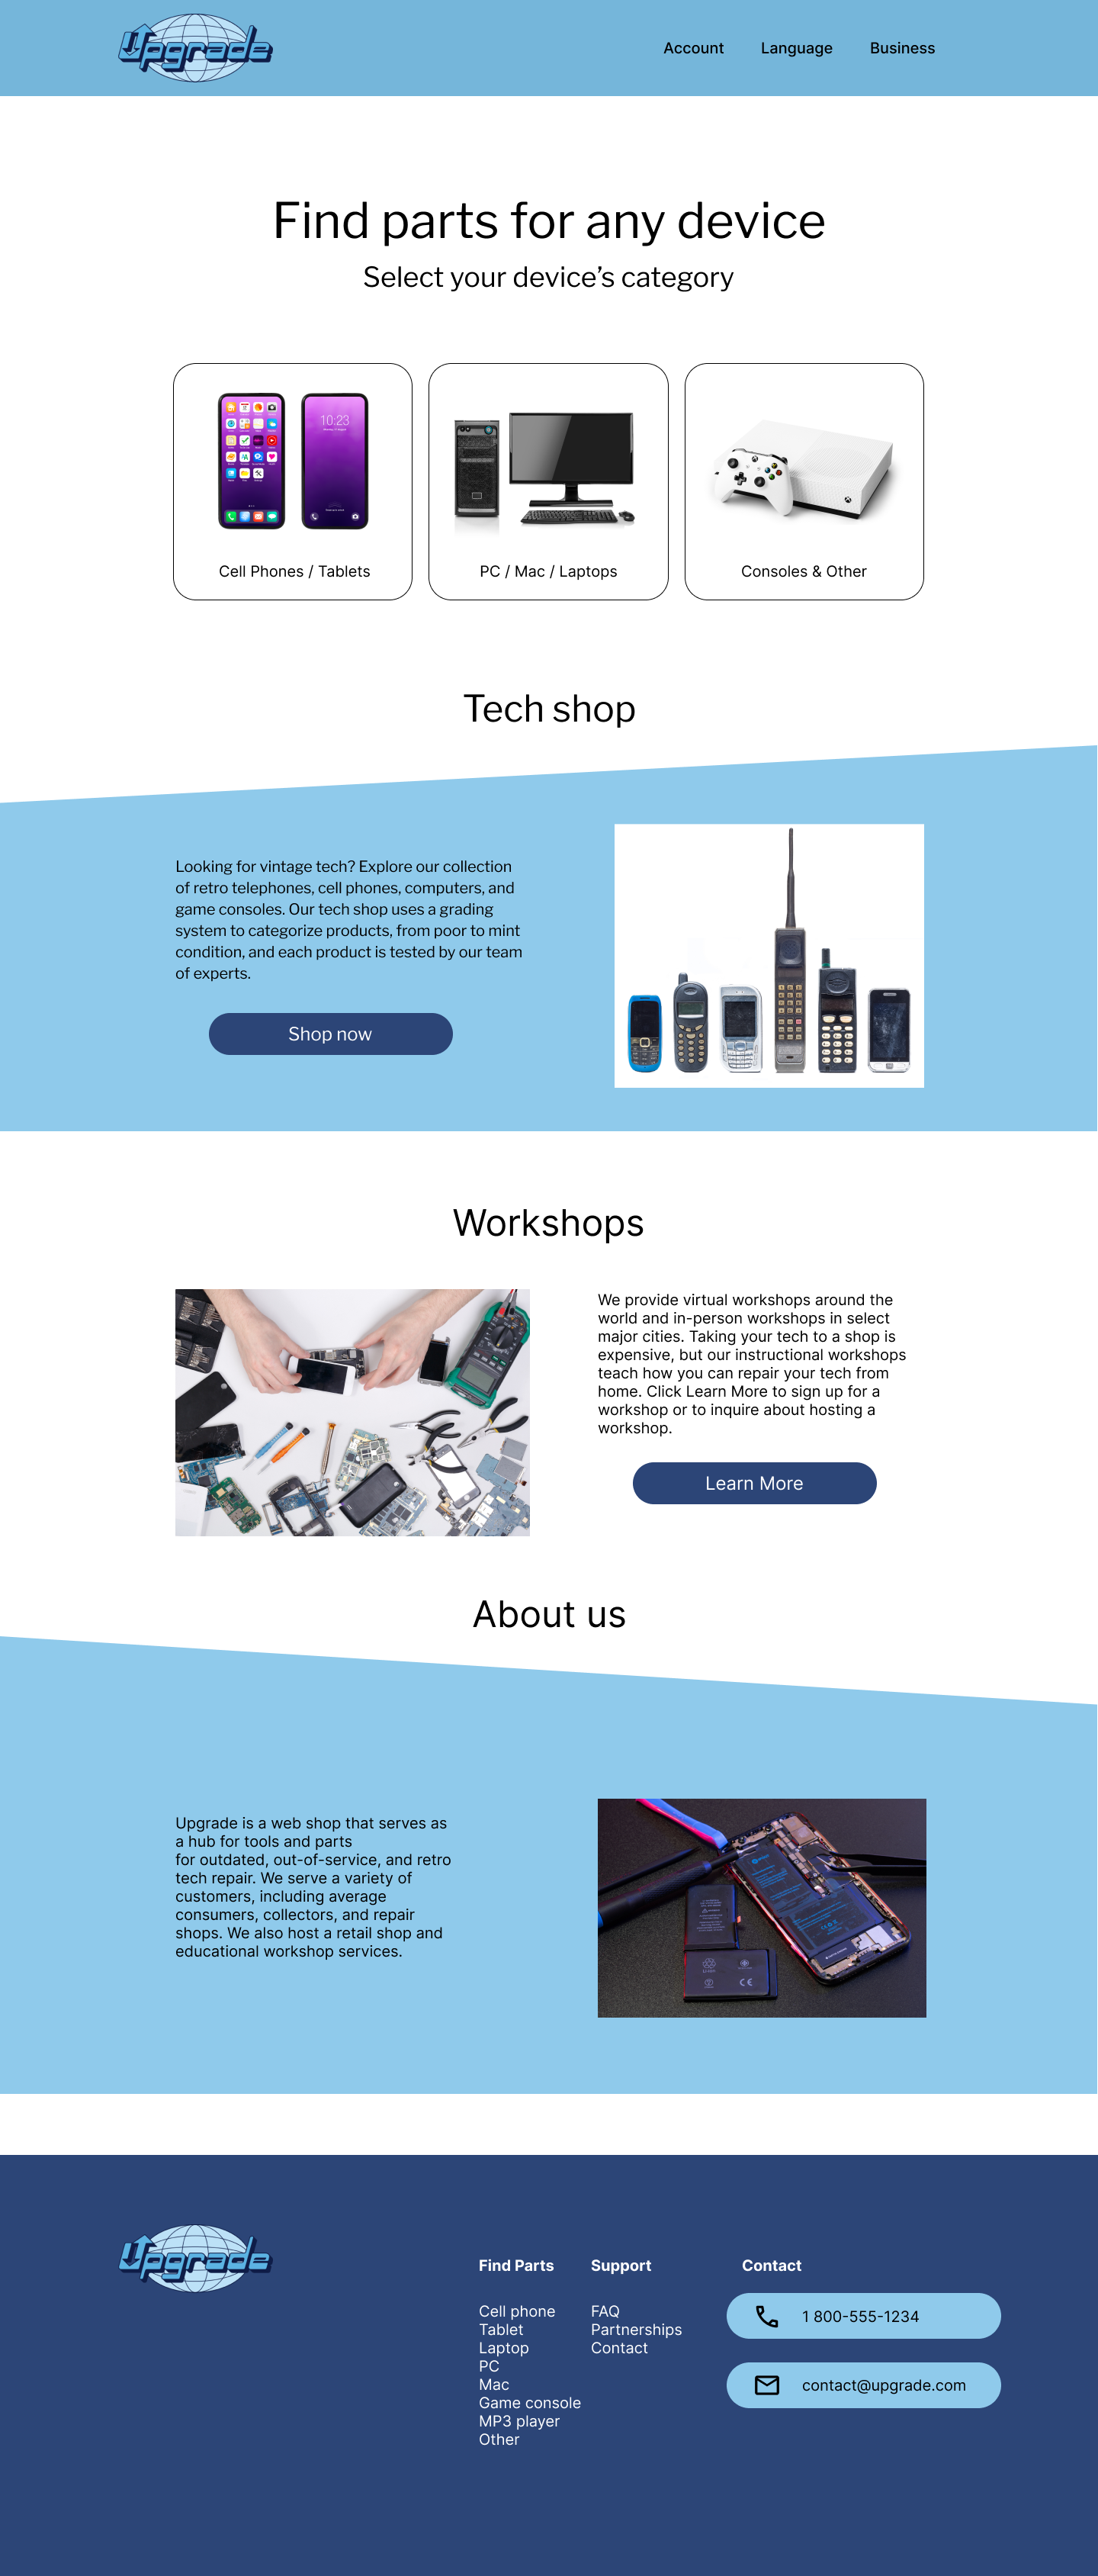 Upgrade
Account Language Business
Find parts for any device
Select your device’s category
10:23
Cell Phones / Tablets
PC / Mac / Laptops
Consoles & Other
Tech shop
Looking for vintage tech? Explore our collection
of retro telephones, cell phones, computers, and
game consoles. Our tech shop uses a grading
system to categorize products, from poor to mint
condition, and each product is tested by our team
of experts.
Shop now
Workshops
We provide virtual workshops around the
world and in-person workshops in select
major cities. Taking your tech to a shop is
expensive, but our instructional workshops
teach how you can repair your tech from
home. Click Learn More to sign up for a
workshop or to inquire about hosting a
workshop.
Learn More
About us
Upgrade is a web shop that serves as
a hub for tools and parts
for outdated, out-of-service, and retro
tech repair. We serve a variety of
customers, including average
consumers, collectors, and repair
shops. We also host a retail shop and
educational workshop services.
Upgrade
Find Parts
Cell phone
Tablet
Laptop
PC
Mac
Game console
MP3 player
Other
Support
FAQ
Partnerships
Contact
Contact
1 800-555-1234
contact@upgrade.com